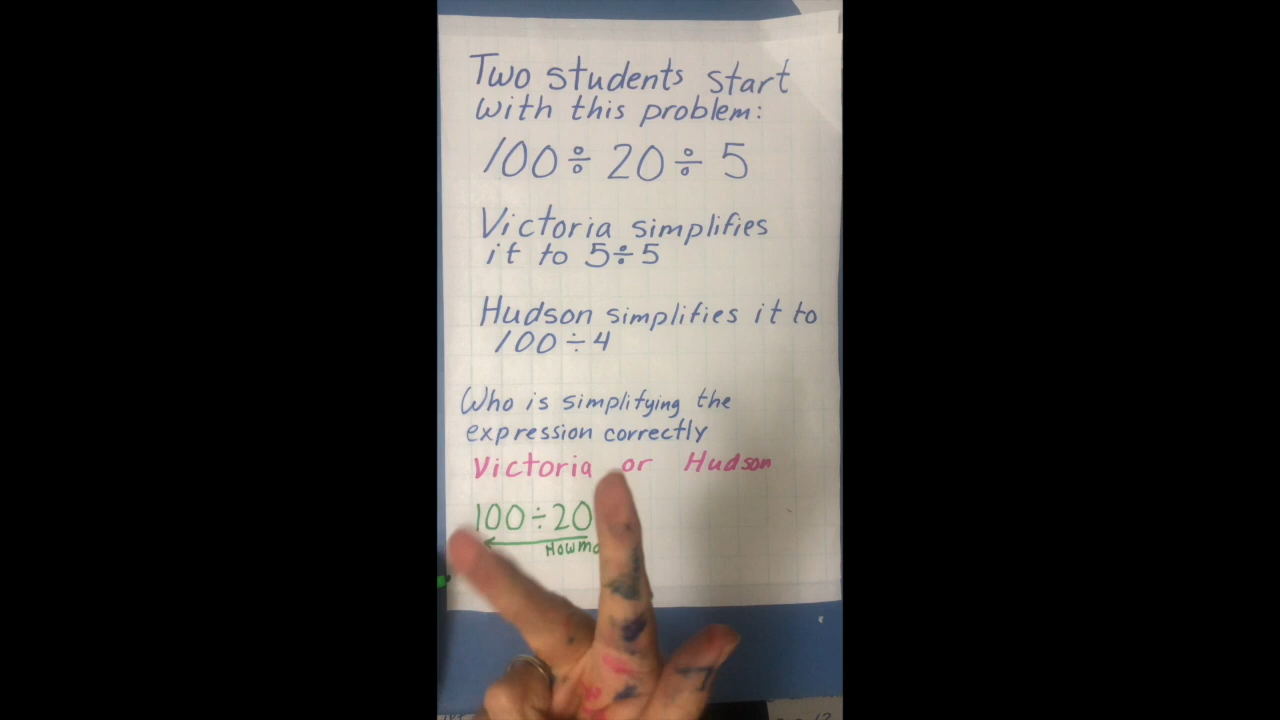 Two students start
with this problem:
100 ÷ 20 ÷ 5
Victoria simplifies
it to 5÷5
Hudson simplifies it to
100 ÷ 4
Who is simplifying the
expression correctly
Victoria or Hudson
100÷20
How